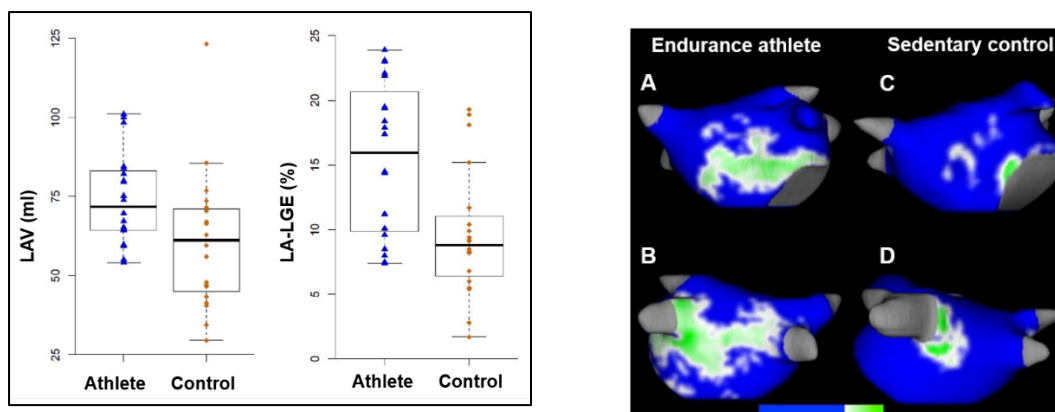 LAV (ml)
125
100
75
50
25
Athlete
Control
LA-LGE (%)
25
20
15
10
5
0
Athlete
Control
Endurance athlete
Sedentary control
A
C
B
D